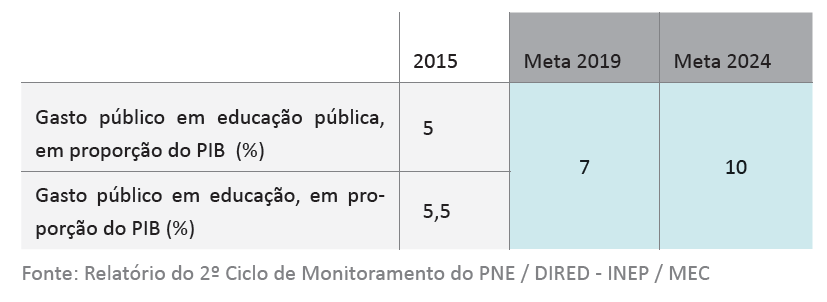 2015 Meta 2019 Meta 2024
Gasto público em educação pública,
em proporção do PIB (%)
5
Gasto público em educação, em pro-
porção do PIB (%)
5,5
7
10
Fonte: Relatório do 2º Ciclo de Monitoramento do PNE / DIRED - INEP / MEC